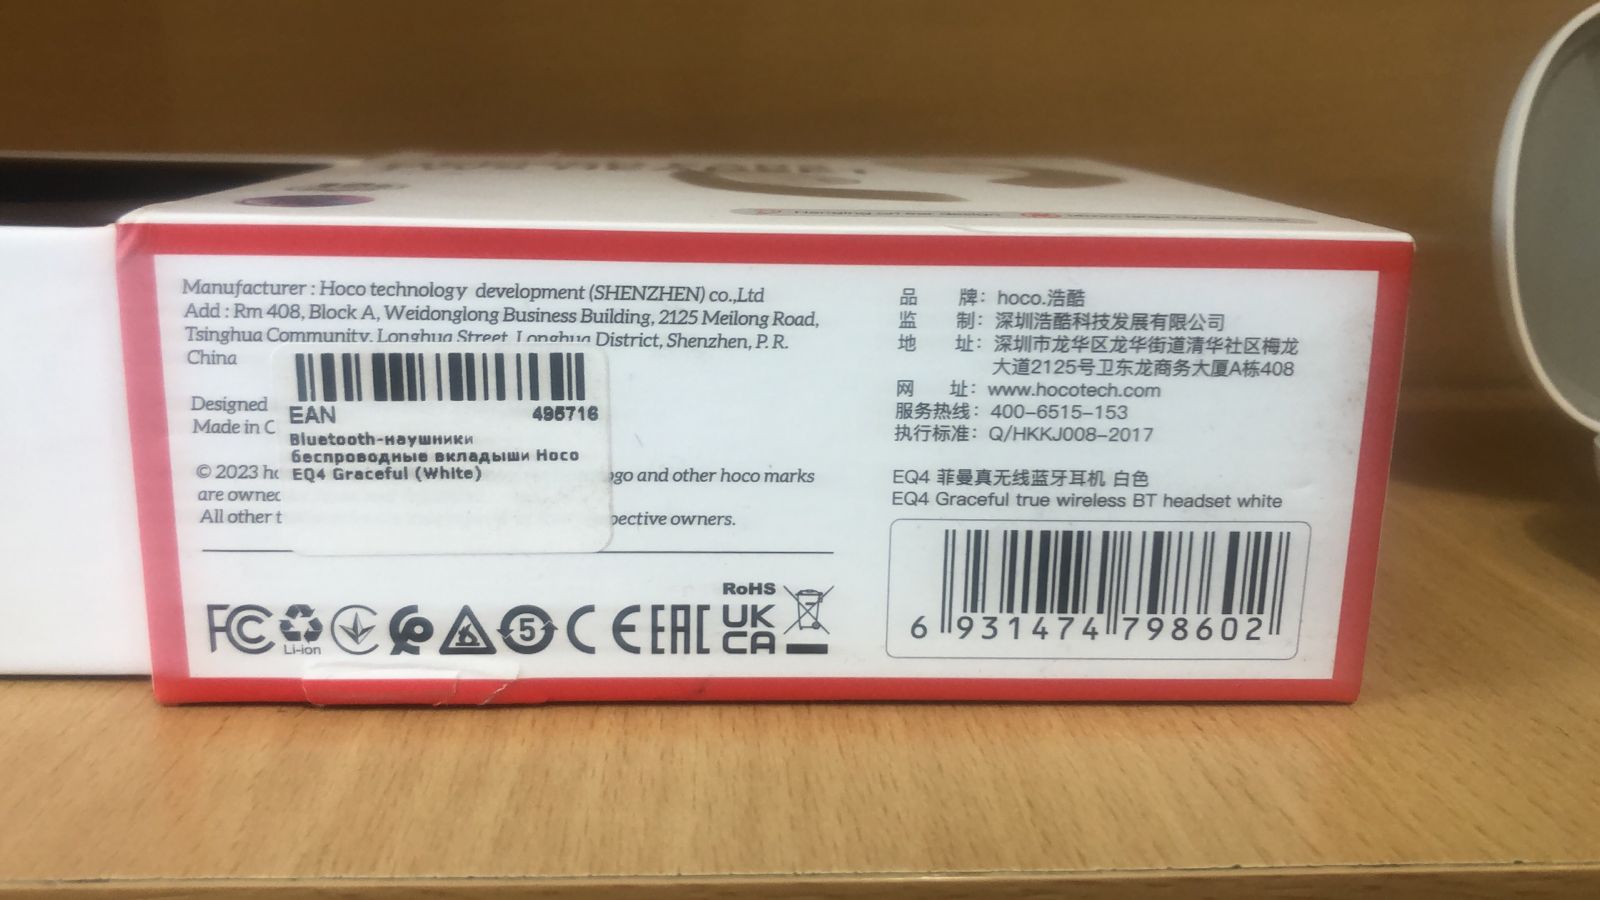 Manufacturer : Hoco technology development (SHENZHEN) co.,Ltd
Add : Rm 408, Block A, Weidonglong Business Building, 2125 Meilong Road,
Tsinghua Community, Longhua Street, Longhua District, Shenzhen, P. R.
China
Designed
Made in C
© 2023 ho
go and other hoco marks
are owned
All other t
pective owners.
EAN 495716
Bluetooth-наушники
беспроводные вкладыши Hoco
EQ4 Graceful (White)
FC
Li-ion
5
CE
EAC
RoHS
UK
CA
品 牌： hoco.浩酷
监 制： 深圳浩酷科技发展有限公司
地 址： 深圳市龙华区龙华街道清华社区梅龙
大道2125号卫东龙商务大厦A栋408
网 址： www.hocotech.com
服务热线： 400-6515-153
执行标准： Q/HKKJ008-2017
EQ4 菲曼真无线蓝牙耳机 白色
EQ4 Graceful true wireless BT headset white
6 931474 798602